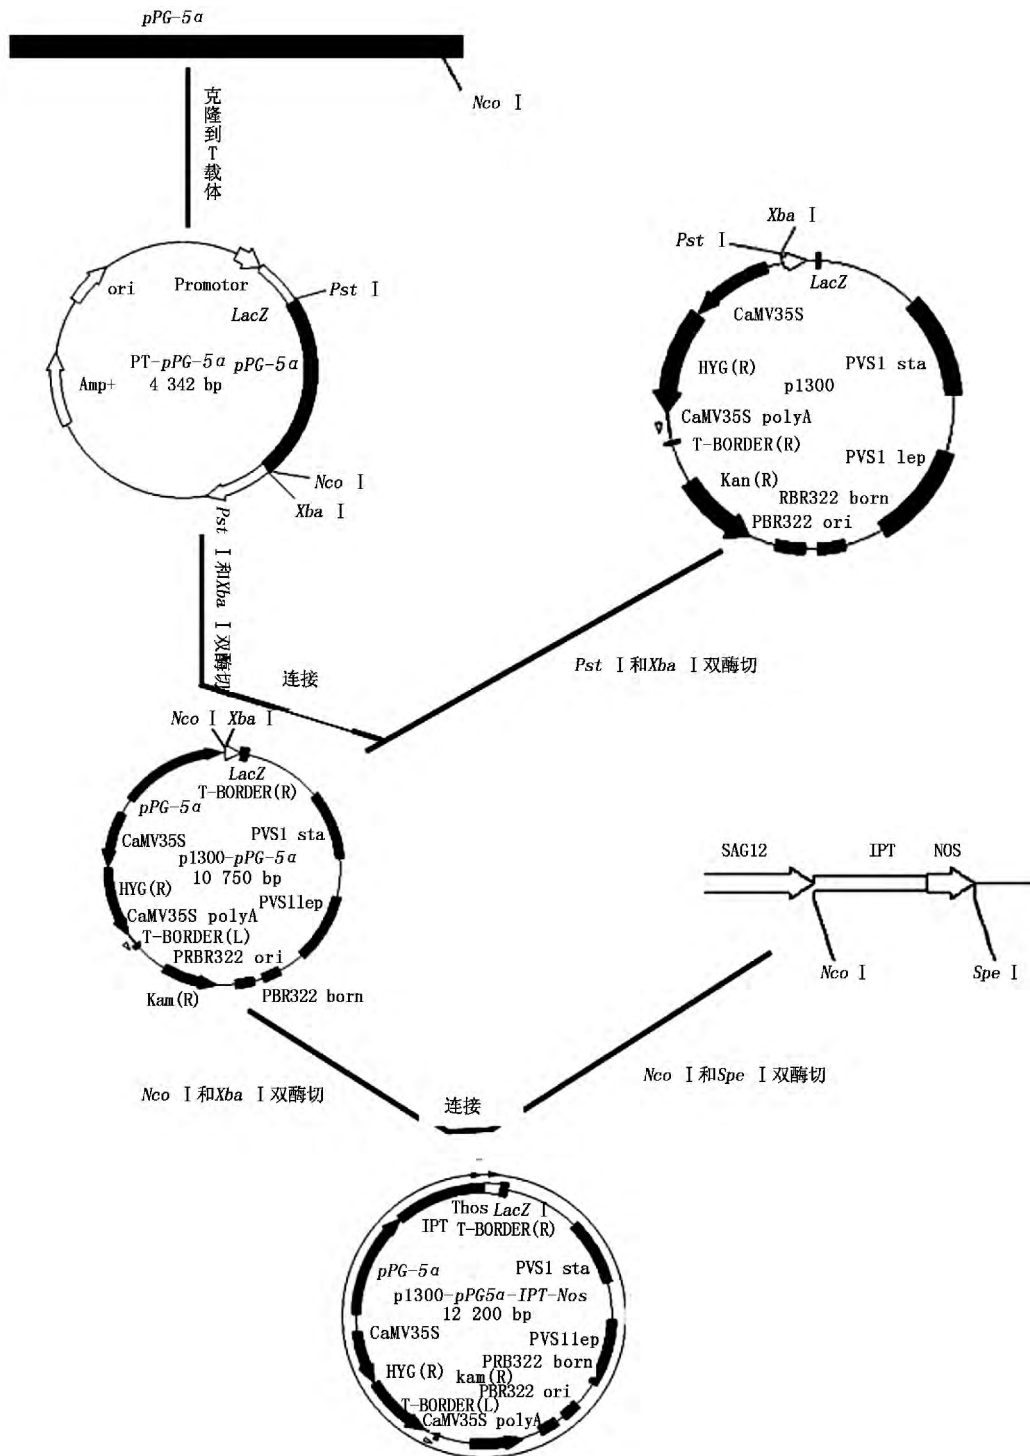 pPG-5α
Nco Ⅰ
克隆到T载体
ori
Promotor
Pst Ⅰ
LacZ
PT-pPG-5α
pPG-5α
4 342 bp
Amp+
Nco Ⅰ
Xba Ⅰ
Xba Ⅰ
Pst Ⅰ
LacZ
CaMV35S
HYG(R)
PVS1 sta
p1300
CaMV35S polyA
T-BORDER(R)
PVS1 lep
Kan(R)
RBR322 born
PBR322 ori
Pst Ⅰ和Xba Ⅰ双酶切
连接
Pst Ⅰ和Xba Ⅰ双酶切
Nco Ⅰ Xba Ⅰ
LacZ
T-BORDER(R)
pPG-5α
CaMV35S
PVS1 sta
p1300-pPG-5α
10 750 bp
HYG(R)
PVS1lep
CaMV35S polyA
T-BORDER(L)
PRBR322 ori
Kam(R)
PBR322 born
SAG12
IPT
NOS
Nco Ⅰ
Spe Ⅰ
Nco Ⅰ和Xba Ⅰ双酶切
连接
Nco Ⅰ和Spe Ⅰ双酶切
Thos LacZ Ⅰ
IPT T-BORDER(R)
pPG-5α
PVS1 sta
p1300-pPG5α-IPT-Nos
12 200 bp
CaMV35S
PVS1lep
PRB322 born
HYG(R)
kam(R)
PBR322 ori
T-BORDER(L)
CaMV35S polyA